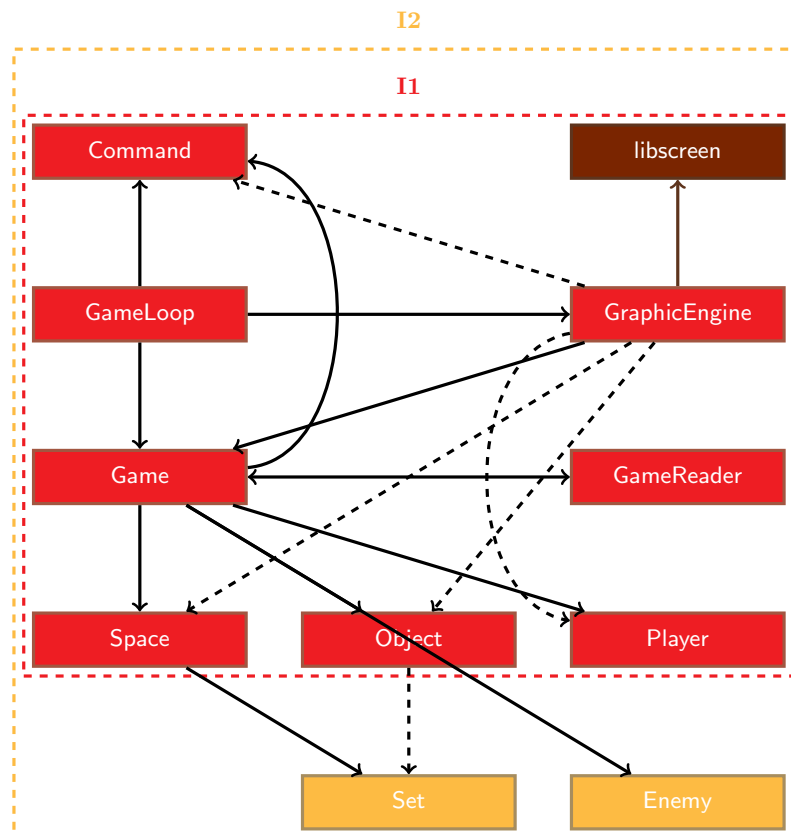 I2
I1
Command
libscreen
GameLoop
GraphicEngine
Game
GameReader
Space
Object
Player
Set
Enemy